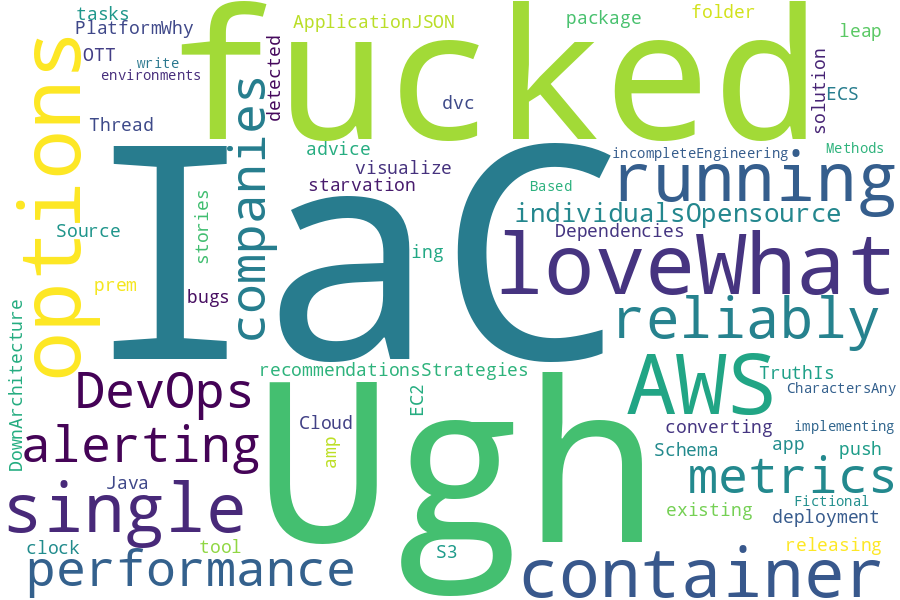 tasks
PlatformWhy
OTT
write
environments
ApplicationJSON
package
folder
leap
fucked
detected
dvc
solution
ECS
options
companies
Thread
advice
visualize
starvation
incompleteEngineering
Methods
running
Based
individualsOpensource
IaC
Source
stories
ing
Dependencies
loveWhat
prem
bugs
reliably
DownArchitecture
recommendationsStrategies
AWS
TruthIs
CharactersAny
DevOps
Ugh
EC2
Cloud
amp
converting
implementing
alerting
Schema
app
push
metrics
Java
single
existing
Fictional
deployment
clock
tool
S3
releasing
performance
container